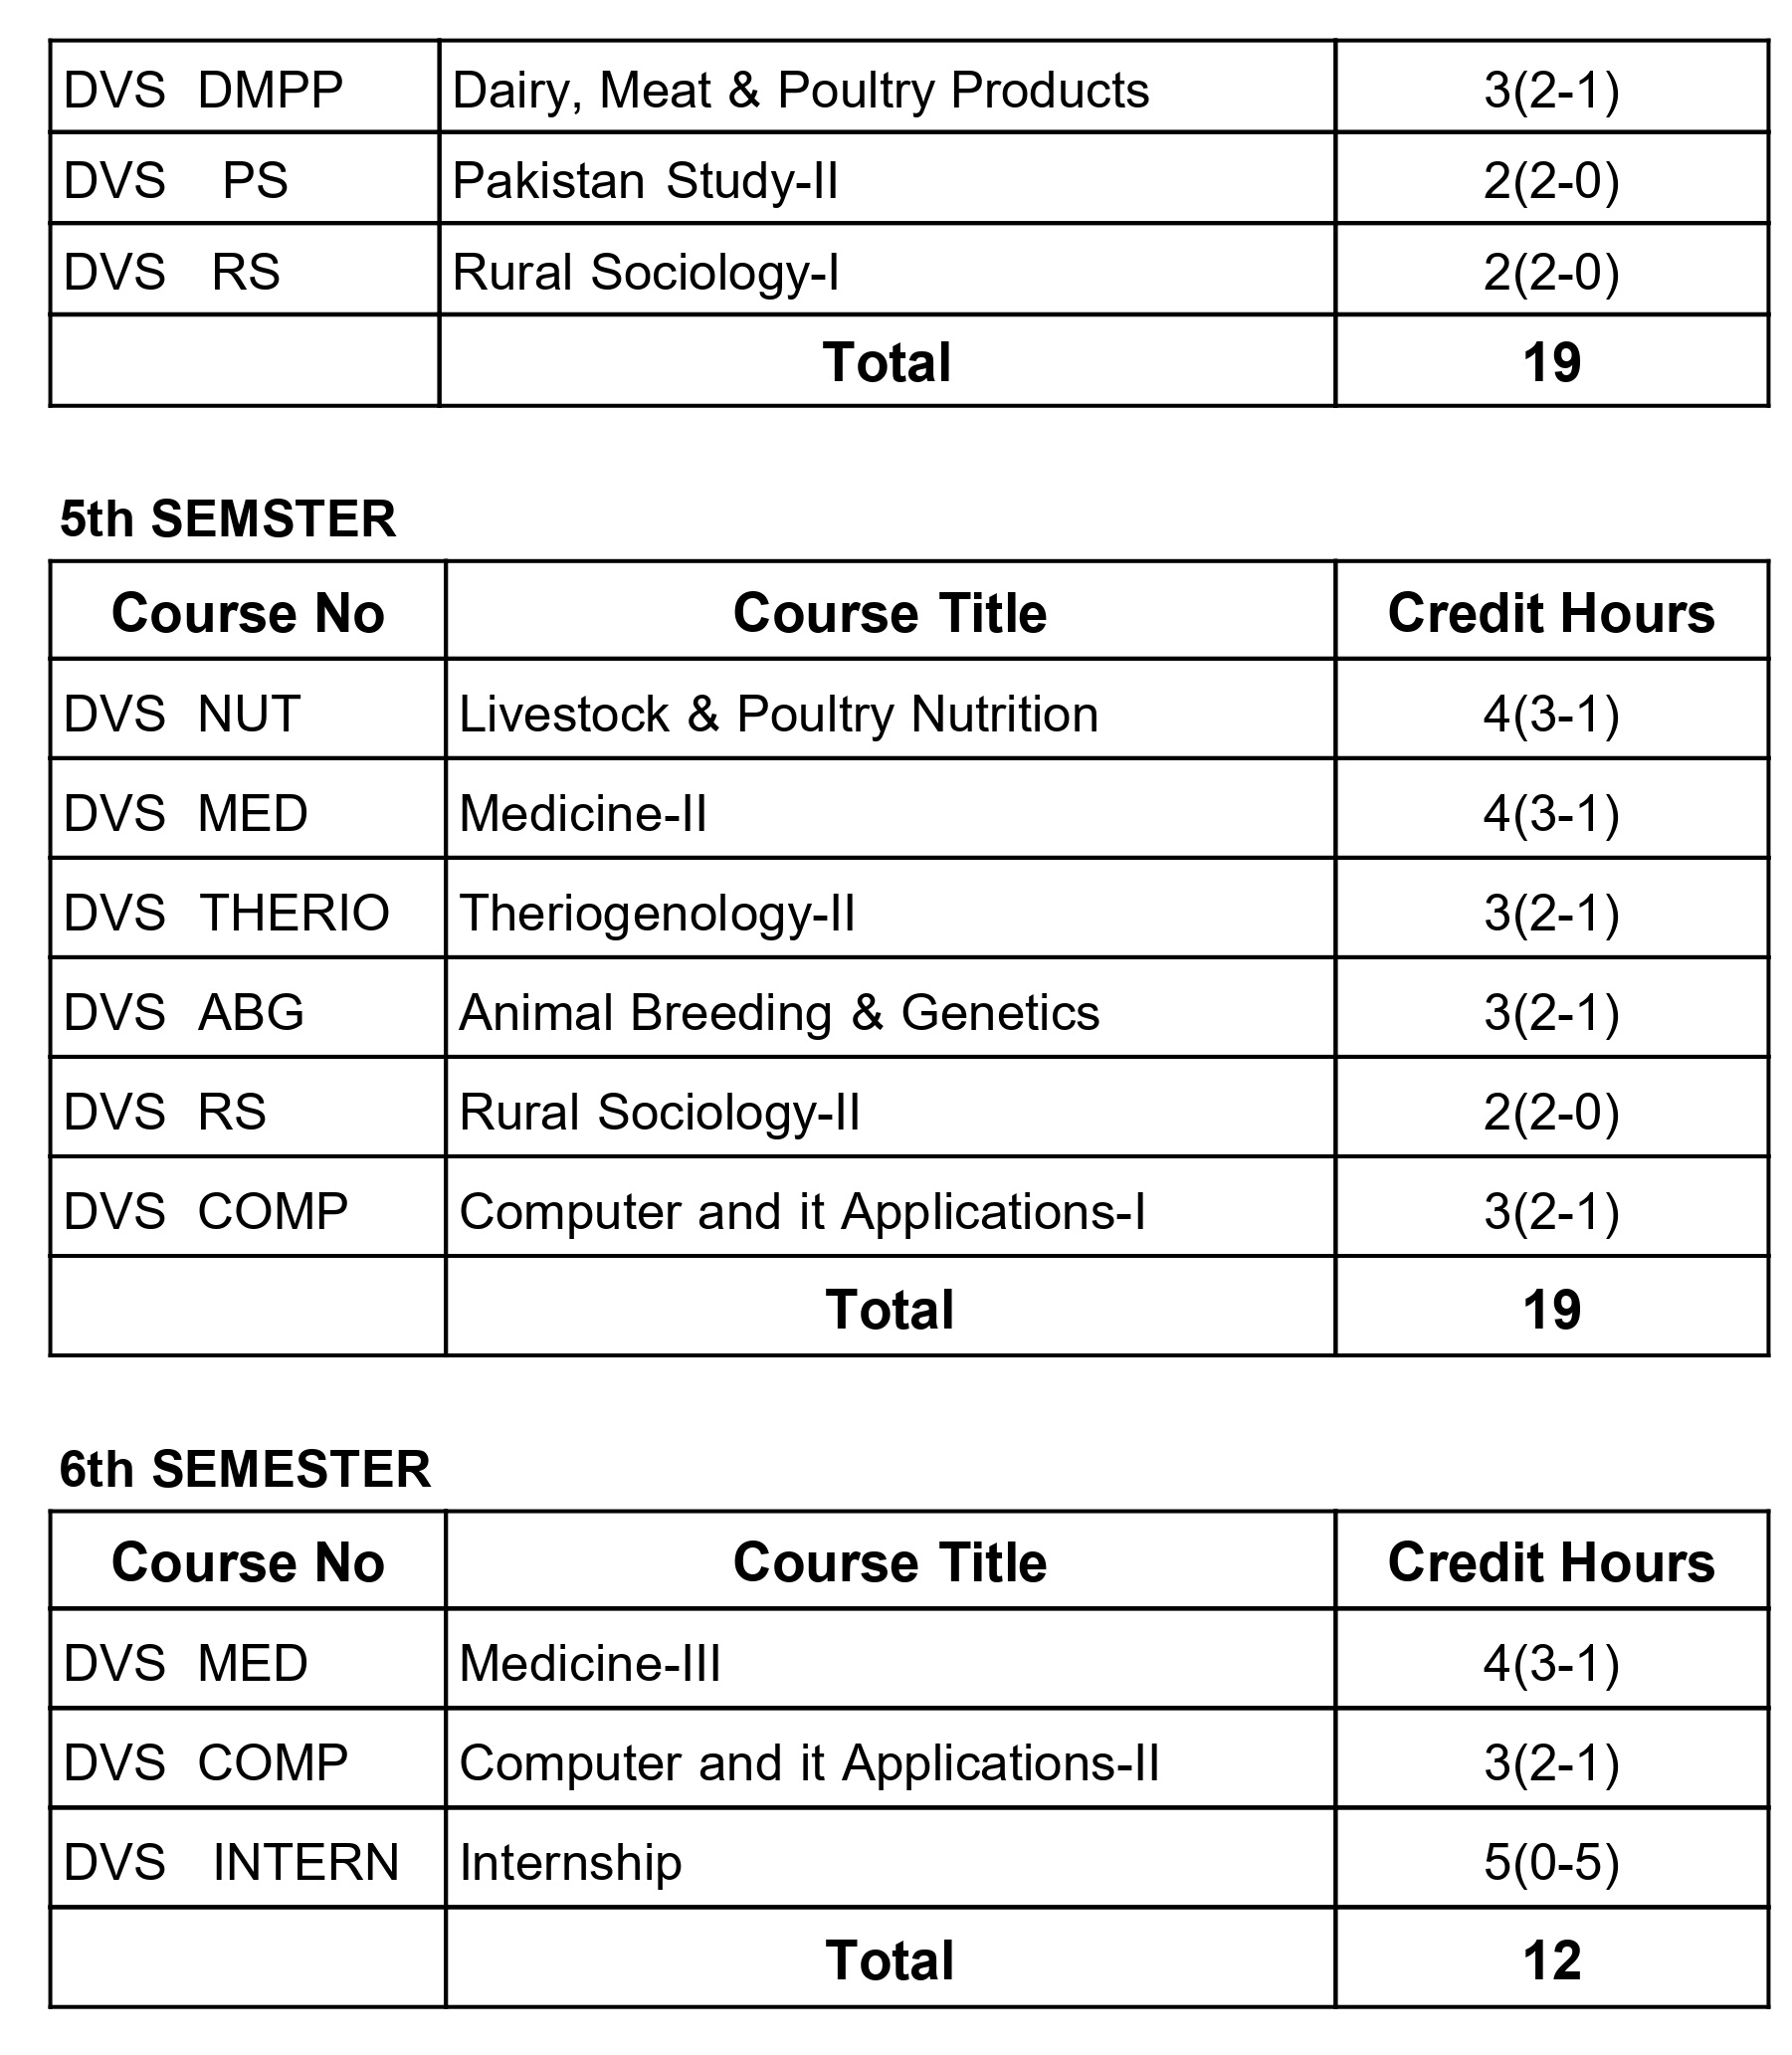 DVS DMPP Dairy, Meat & Poultry Products 3(2-1)
DVS PS Pakistan Study-II 2(2-0)
DVS RS Rural Sociology-I 2(2-0)
Total 19
5th SEMSTER
Course No Course Title Credit Hours
DVS NUT Livestock & Poultry Nutrition 4(3-1)
DVS MED Medicine-II 4(3-1)
DVS THERIO Theriogenology-II 3(2-1)
DVS ABG Animal Breeding & Genetics 3(2-1)
DVS RS Rural Sociology-II 2(2-0)
DVS COMP Computer and it Applications-I 3(2-1)
Total 19
6th SEMESTER
Course No Course Title Credit Hours
DVS MED Medicine-III 4(3-1)
DVS COMP Computer and it Applications-II 3(2-1)
DVS INTERN Internship 5(0-5)
Total 12